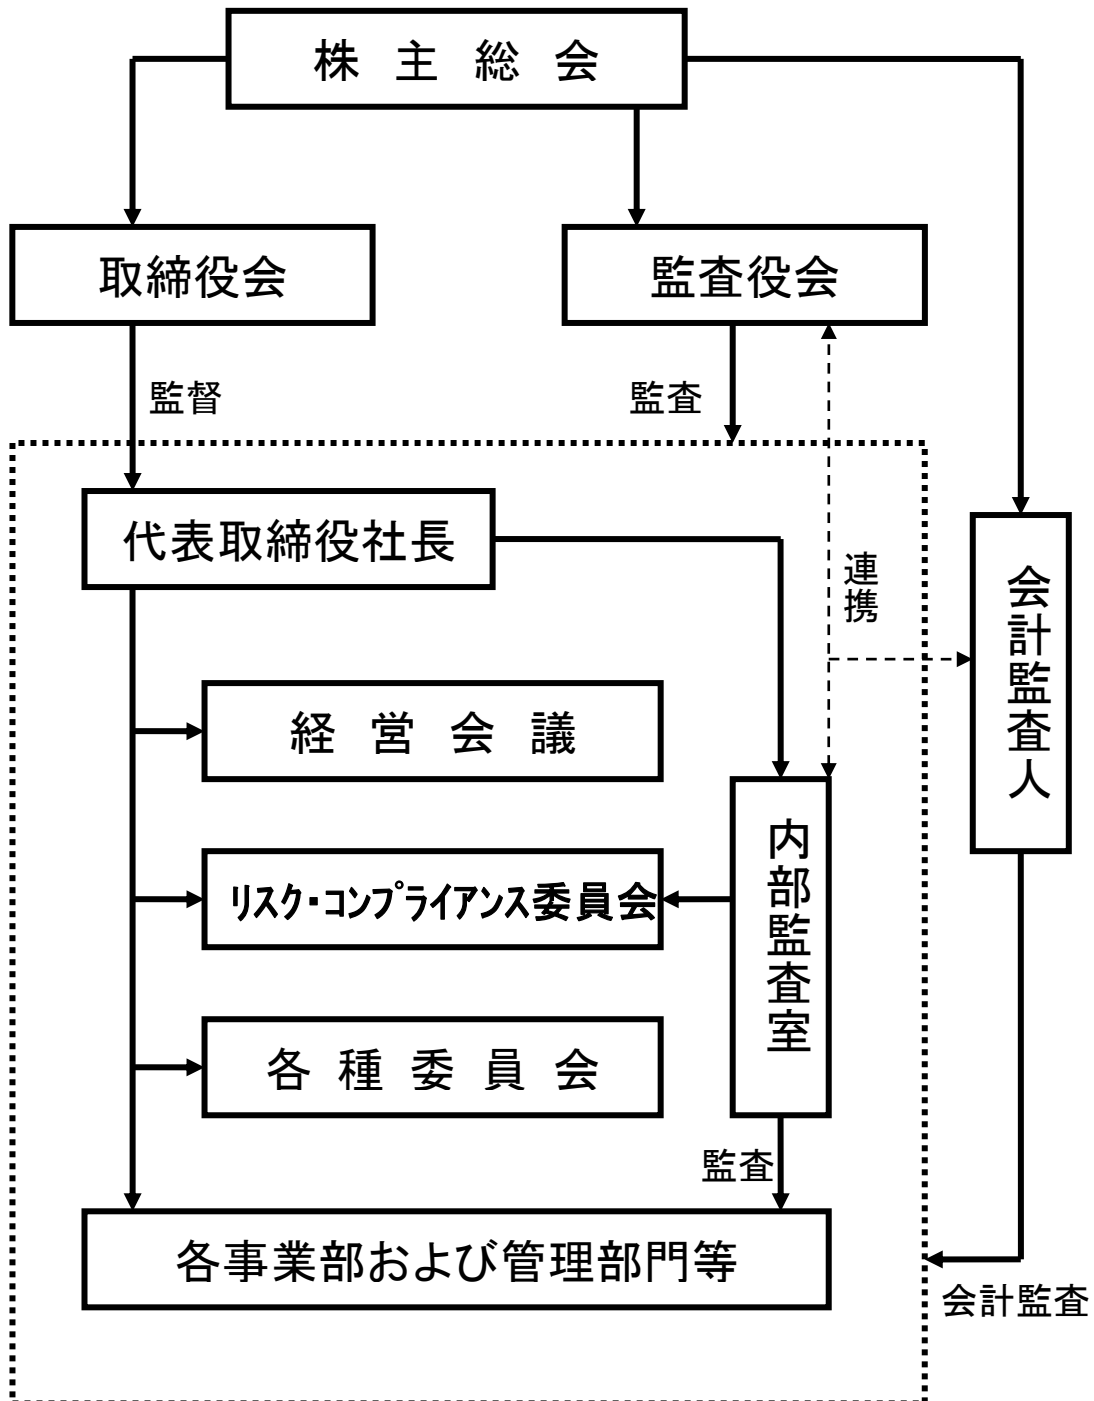 株主総会
取締役会
監査役会
監督
監査
代表取締役社長
連携
会計監査人
経営会議
内部監査室
リスク・コンプライアンス委員会
各種委員会
監査
各事業部および管理部門等
会計監査